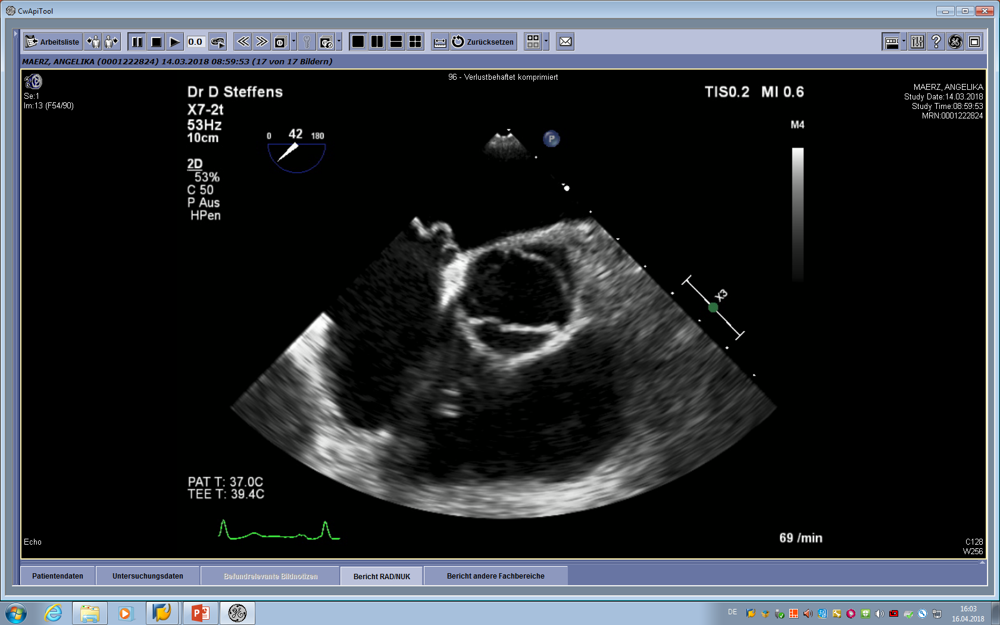 CwApiTool
Arbeitsliste
0.0
Zurücksetzen
MAERZ, ANGELIKA (0001222824) 14.03.2018 08:59:53 (17 von 17 Bildern)
96 - Verlustbehaftet komprimiert
Se:1
Im:13 (F54/90)
MAERZ, ANGELIKA
Study Date:14.03.2018
Study Time:08:59:53
MRN:0001222824
Dr D Steffens
X7-2t
53Hz
10cm
TIS0.2 MI 0.6
M4
0 42 180
P
2D
53%
C 50
P Aus
HPen
X3
PAT T: 37.0C
TEE T: 39.4C
69 /min
Echo
C128
W256
Patientendaten
Untersuchungsdaten
Befundrelevante Bildnotizen
Bericht RAD/NUK
Bericht andere Fachbereiche
DE
16:03
16.04.2018